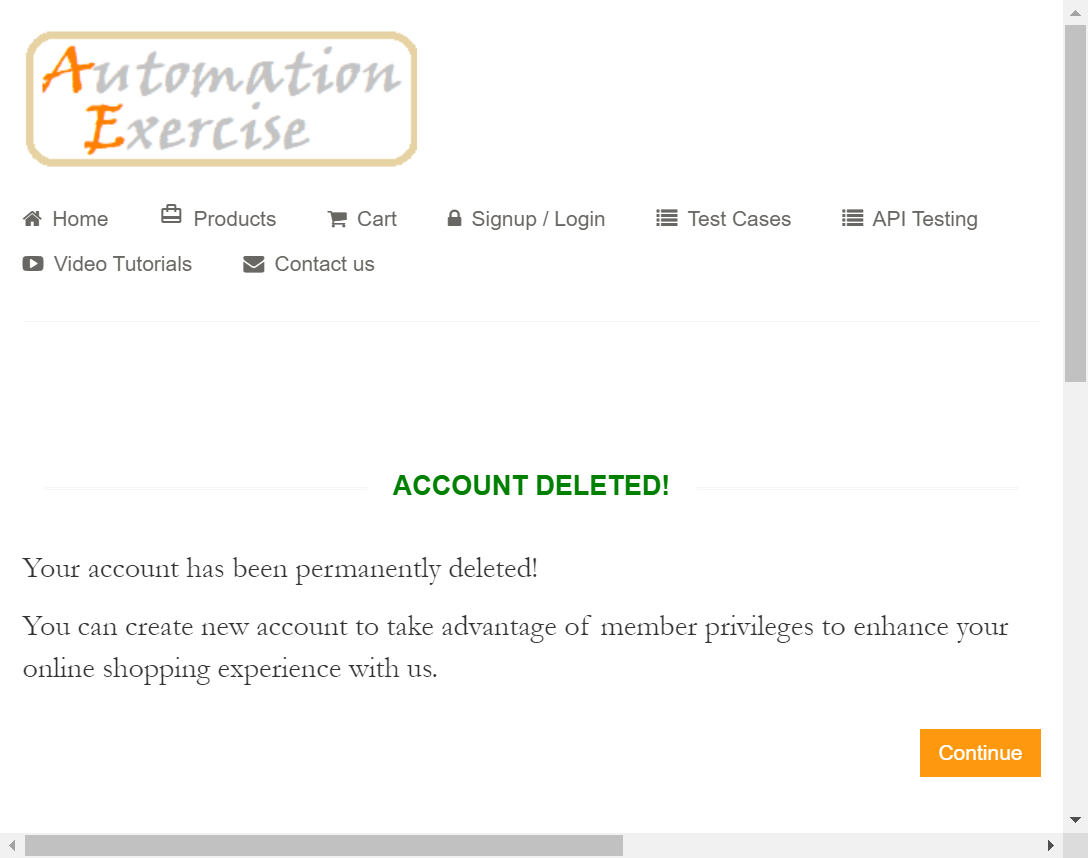 Automation
Exercise
Home Products Cart Signup / Login Test Cases API Testing
Video Tutorials Contact us
ACCOUNT DELETED!
Your account has been permanently deleted!
You can create new account to take advantage of member privileges to enhance your
online shopping experience with us.
Continue